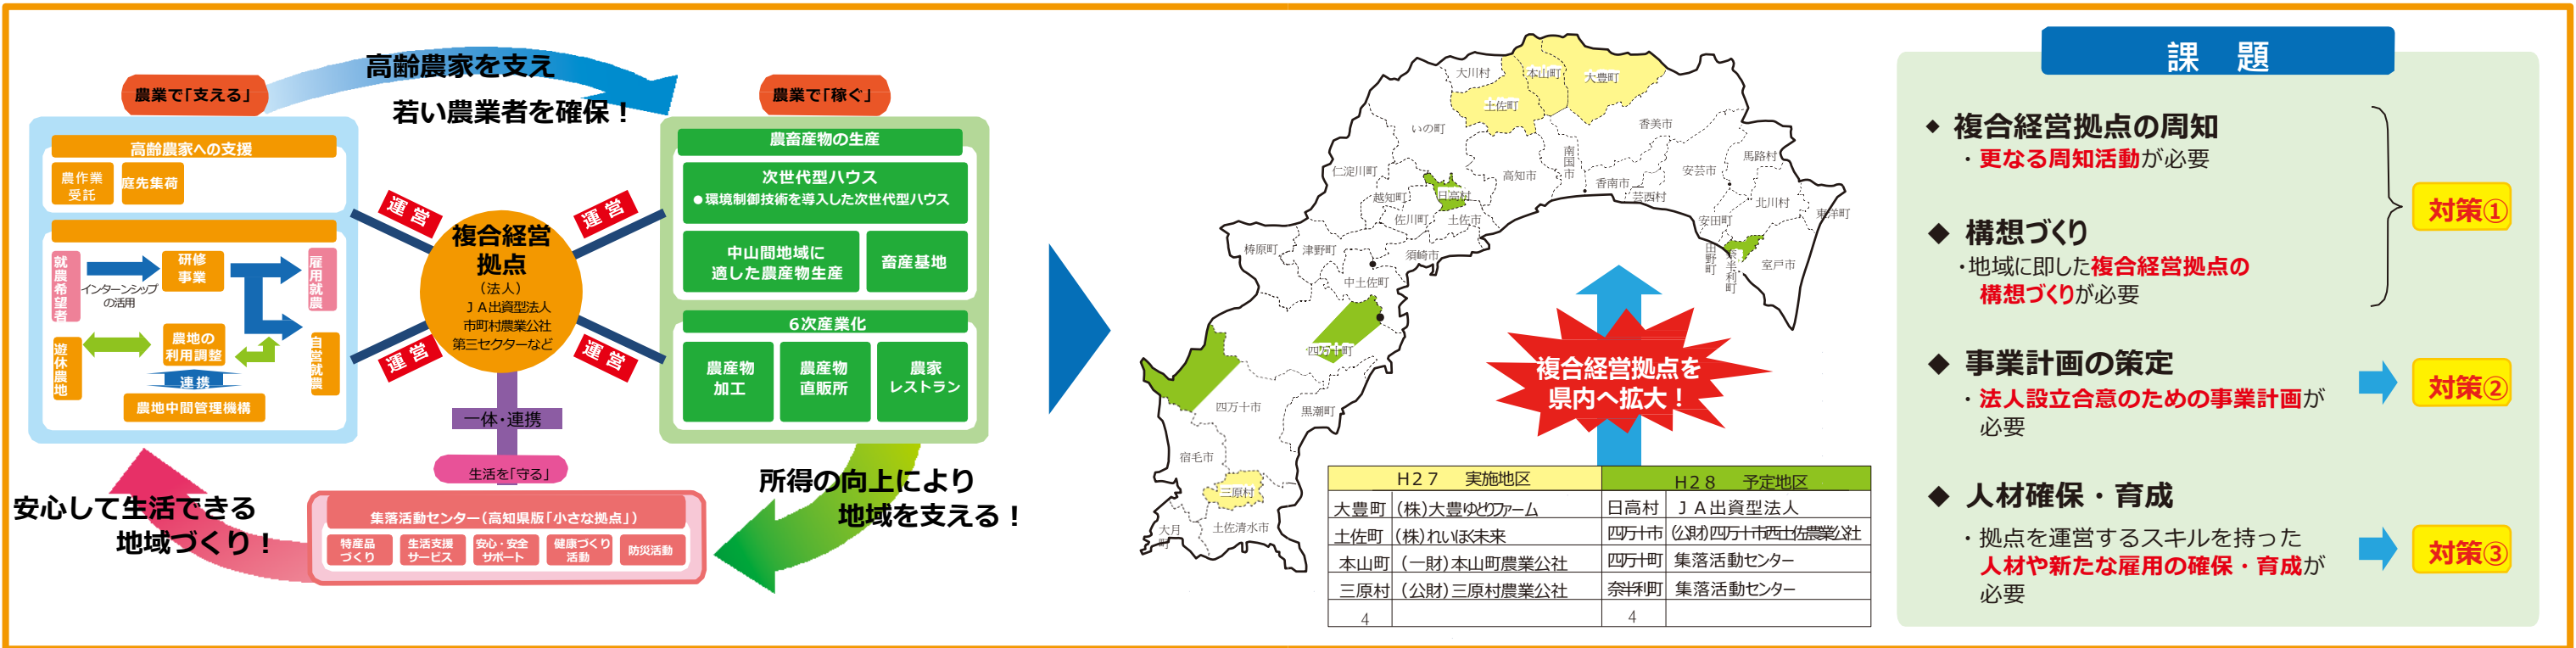 高齢農家を支え
若い農業者を確保！
農業で「支える」
高齢農家への支援
農作業
受託
庭先集荷
就農希望者
インターンシップ
の活用
研修
事業
雇用就農
遊休農地
農地の
利用調整
自営就農
連携
農地中間管理機構
運営
運営
運営
運営
複合経営
拠点
（法人）
ＪＡ出資型法人
市町村農業公社
第三セクターなど
一体・連携
生活を「守る」
農業で「稼ぐ」
農畜産物の生産
次世代型ハウス
●環境制御技術を導入した次世代型ハウス
中山間地域に
適した農産物生産
畜産基地
６次産業化
農産物
加工
農産物
直販所
農家
レストラン
所得の向上により
地域を支える！
安心して生活できる
地域づくり！
集落活動センター（高知県版「小さな拠点」）
特産品
づくり
生活支援
サービス
安心・安全
サポート
健康づくり
活動
防災活動
大川村
本山町
大豊町
土佐町
いの町
香美市
南国市
馬路村
仁淀川町
高知市
香南市
安芸市
芸西村
越知町
日高村
北川村
佐川町
土佐市
安田町
東洋町
田野町
奈半利町
室戸市
梼原町
津野町
須崎市
中土佐町
四万十町
四万十市
黒潮町
宿毛市
三原村
大月町
土佐清水市
複合経営拠点を
県内へ拡大！
Ｈ２７　実施地区
Ｈ２８　予定地区
大豊町 （株）大豊ゆとりファーム 日高村 ＪＡ出資型法人
土佐町 （株）れいほく未来 四万十市 （公財）四万十市西土佐農業公社
本山町 （一財）本山町農業公社 四万十町 集落活動センター
三原村 （公財）三原村農業公社 奈半利町 集落活動センター
4 4
課　題
◆ 複合経営拠点の周知
・更なる周知活動が必要
◆ 構想づくり
・地域に即した複合経営拠点の
構想づくりが必要
対策①
◆ 事業計画の策定
・法人設立合意のための事業計画が
必要
対策②
◆ 人材確保・育成
・拠点を運営するスキルを持った
人材や新たな雇用の確保・育成が
必要
対策③